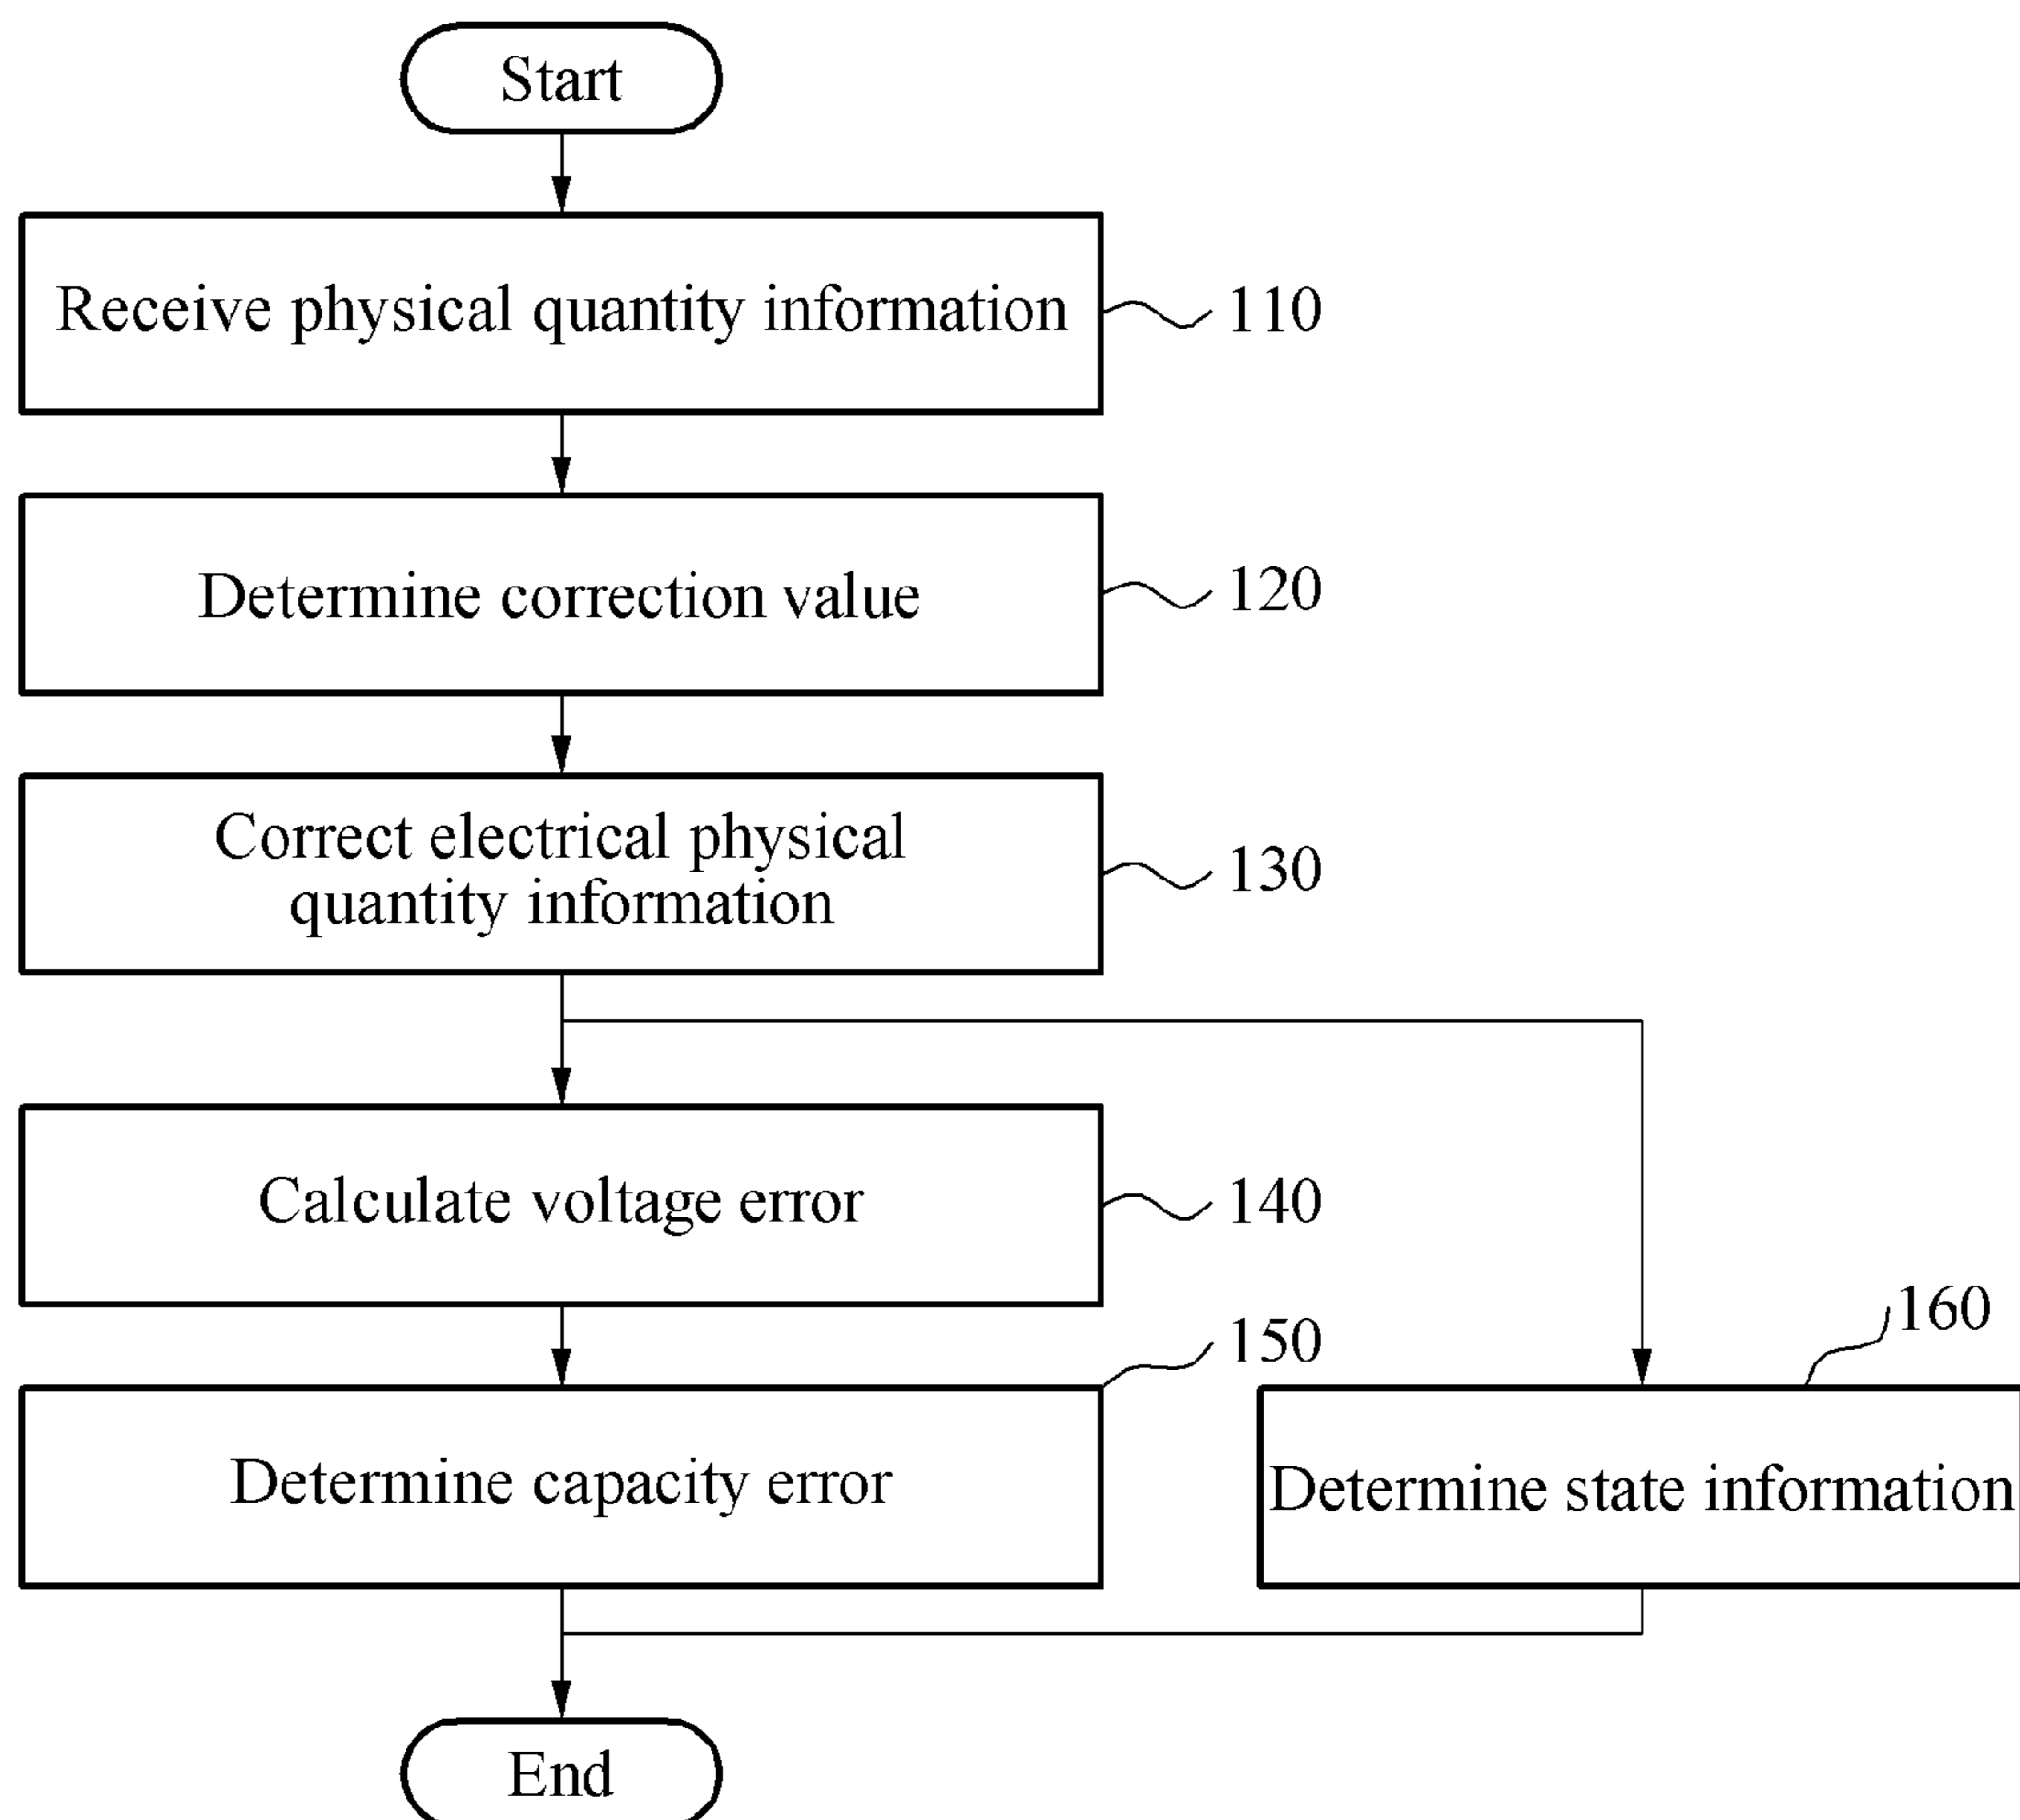 Start
Receive physical quantity information
110
Determine correction value
120
Correct electrical physical
quantity information
130
Calculate voltage error
140
150
160
Determine capacity error
Determine state information
End